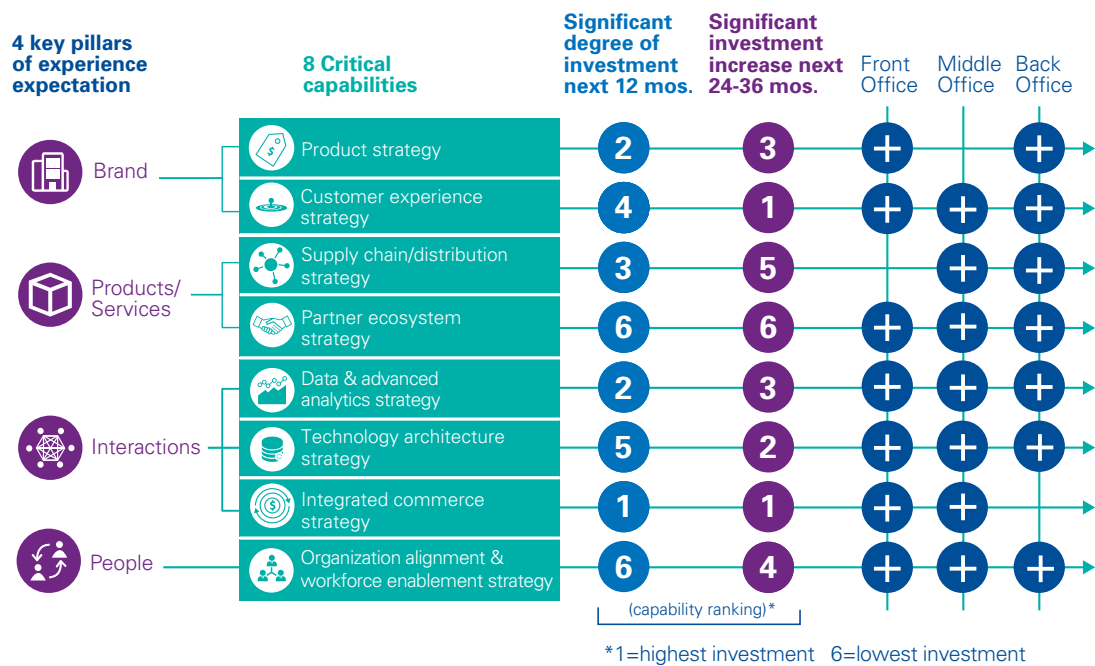 4 key pillars
of experience
expectation
8 Critical
capabilities
Significant
degree of
investment
next 12 mos.
Significant
investment
increase next
24-36 mos.
Front
Office
Middle
Office
Back
Office
Brand
$
Product strategy
2
3
Customer experience
strategy
4
1
Products/
Services
Supply chain/distribution
strategy
3
5
Partner ecosystem
strategy
6
6
Interactions
Data & advanced
analytics strategy
2
3
Technology architecture
strategy
5
2
$
Integrated commerce
strategy
1
1
People
Organization alignment &
workforce enablement strategy
6
4
(capability ranking)*
*1=highest investment 6=lowest investment